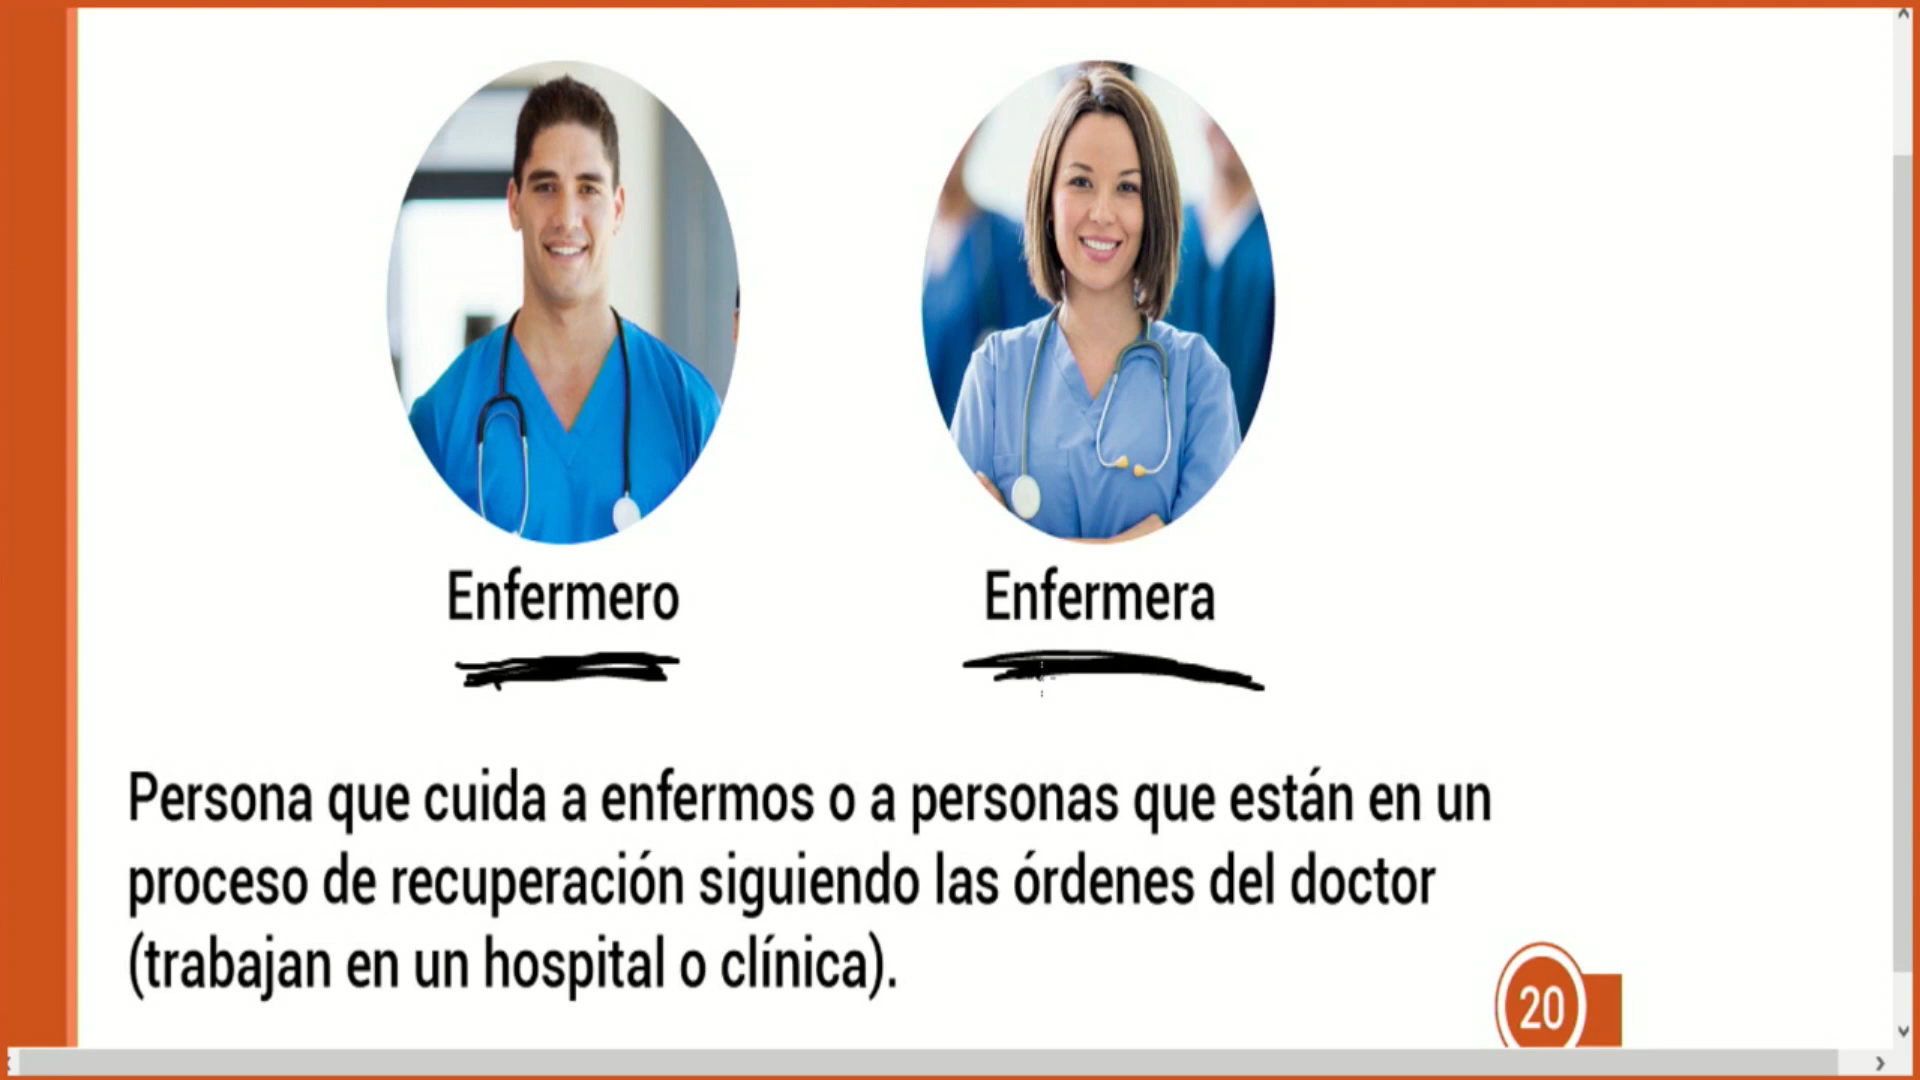 Enfermero
Enfermera
Persona que cuida a enfermos o a personas que están en un
proceso de recuperación siguiendo las órdenes del doctor
(trabajan en un hospital o clínica).
20